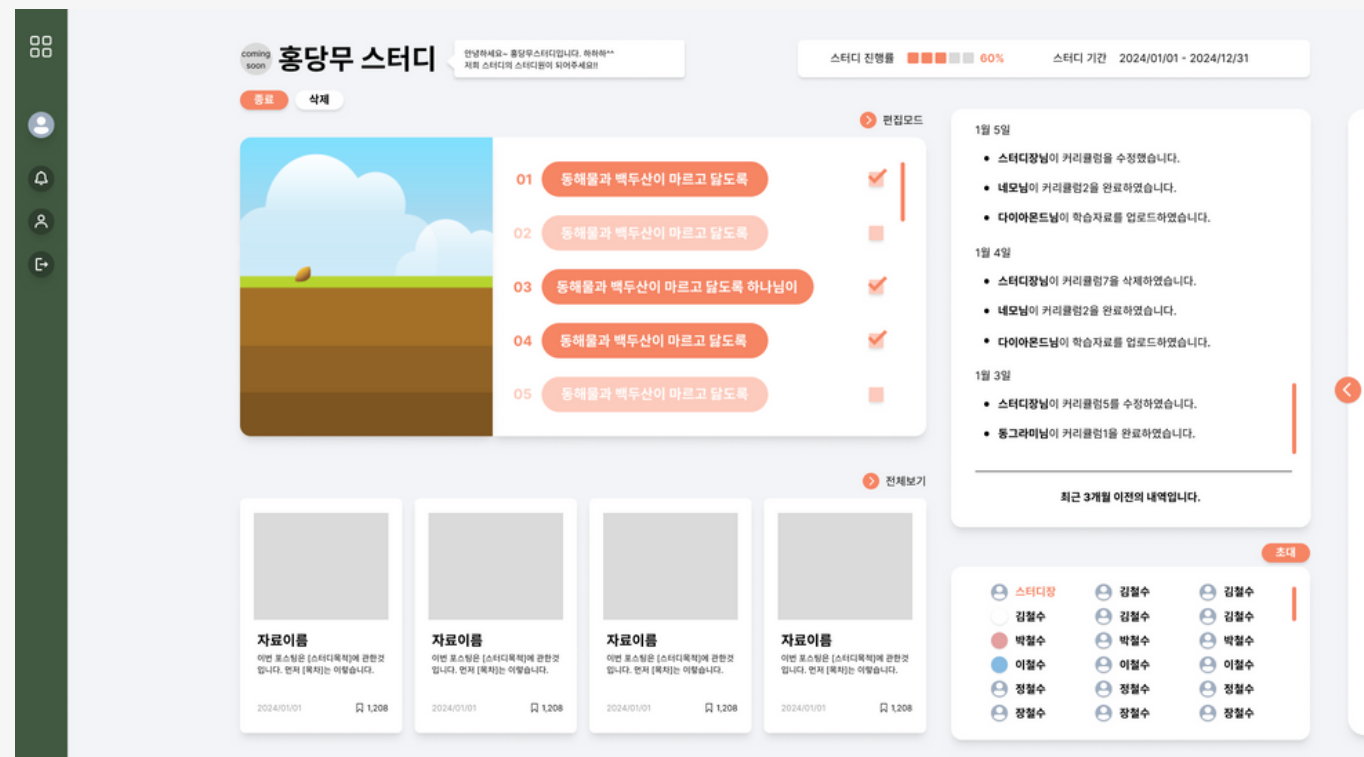 coming
soon
홍당무 스터디
안녕하세요~ 홍당무스터디입니다. 하하하^^
저희 스터디의 스터디원이 되어주세요!!
스터디 진행률
60%
스터디 기간 2024/01/01 - 2024/12/31
종료
삭제
편집모드
01 동해물과 백두산이 마르고 닳도록
02 동해물과 백두산이 마르고 닳도록
03 동해물과 백두산이 마르고 닳도록 하나님이
04 동해물과 백두산이 마르고 닳도록
05 동해물과 백두산이 마르고 닳도록
1월 5일
스터디장님이 커리큘럼을 수정했습니다.
네모님이 커리큘럼2을 완료하였습니다.
다이아몬드님이 학습자료를 업로드하였습니다.
1월 4일
스터디장님이 커리큘럼7을 삭제하였습니다.
네모님이 커리큘럼2을 완료하였습니다.
다이아몬드님이 학습자료를 업로드하였습니다.
1월 3일
스터디장님이 커리큘럼5를 수정하였습니다.
동그라미님이 커리큘럼1을 완료하였습니다.
최근 3개월 이전의 내역입니다.
전체보기
자료이름
이번 포스팅은 [스터디목적]에 관한것
입니다. 먼저 [목차]는 이렇습니다.
2024/01/01 1,208
자료이름
이번 포스팅은 [스터디목적]에 관한것
입니다. 먼저 [목차]는 이렇습니다.
2024/01/01 1,208
자료이름
이번 포스팅은 [스터디목적]에 관한것
입니다. 먼저 [목차]는 이렇습니다.
2024/01/01 1,208
자료이름
이번 포스팅은 [스터디목적]에 관한것
입니다. 먼저 [목차]는 이렇습니다.
2024/01/01 1,208
초대
스터디장 김철수 김철수
김철수 김철수 김철수
박철수 박철수 박철수
이철수 이철수 이철수
정철수 정철수 정철수
장철수 장철수 장철수